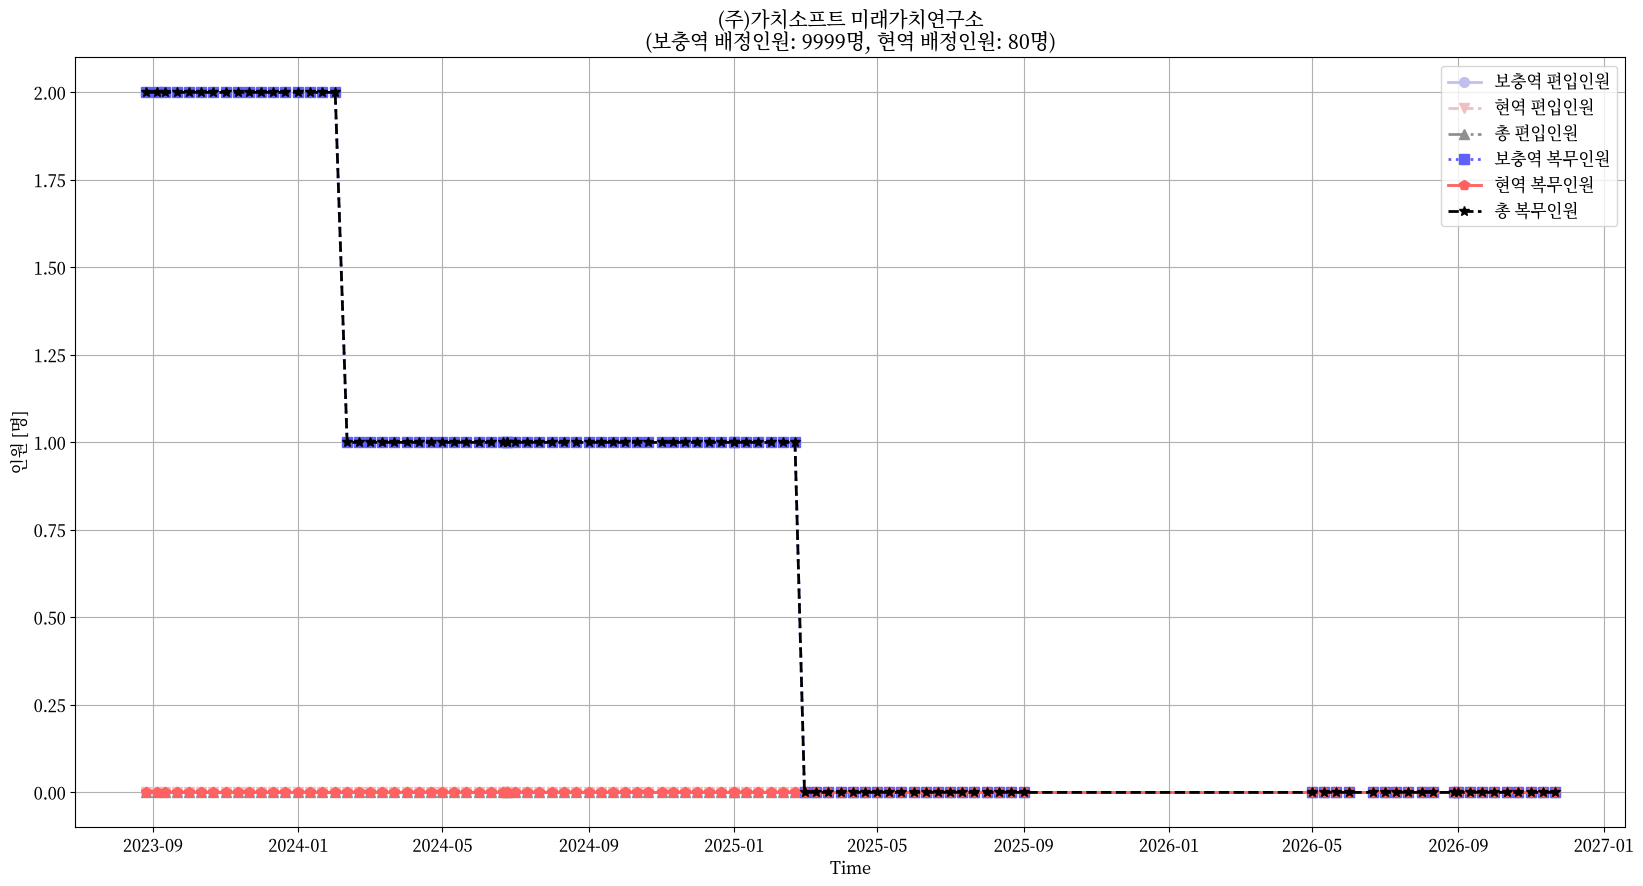 (주)가치소프트 미래가치연구소
(보충역 배정인원: 9999명, 현역 배정인원: 80명)
보충역 편입인원
현역 편입인원
총 편입인원
보충역 복무인원
현역 복무인원
총 복무인원
인원 [명]
2.00
1.75
1.50
1.25
1.00
0.75
0.50
0.25
0.00
2023-09 2024-01 2024-05 2024-09 2025-01 2025-05 2025-09 2026-01 2026-05 2026-09 2027-01
Time